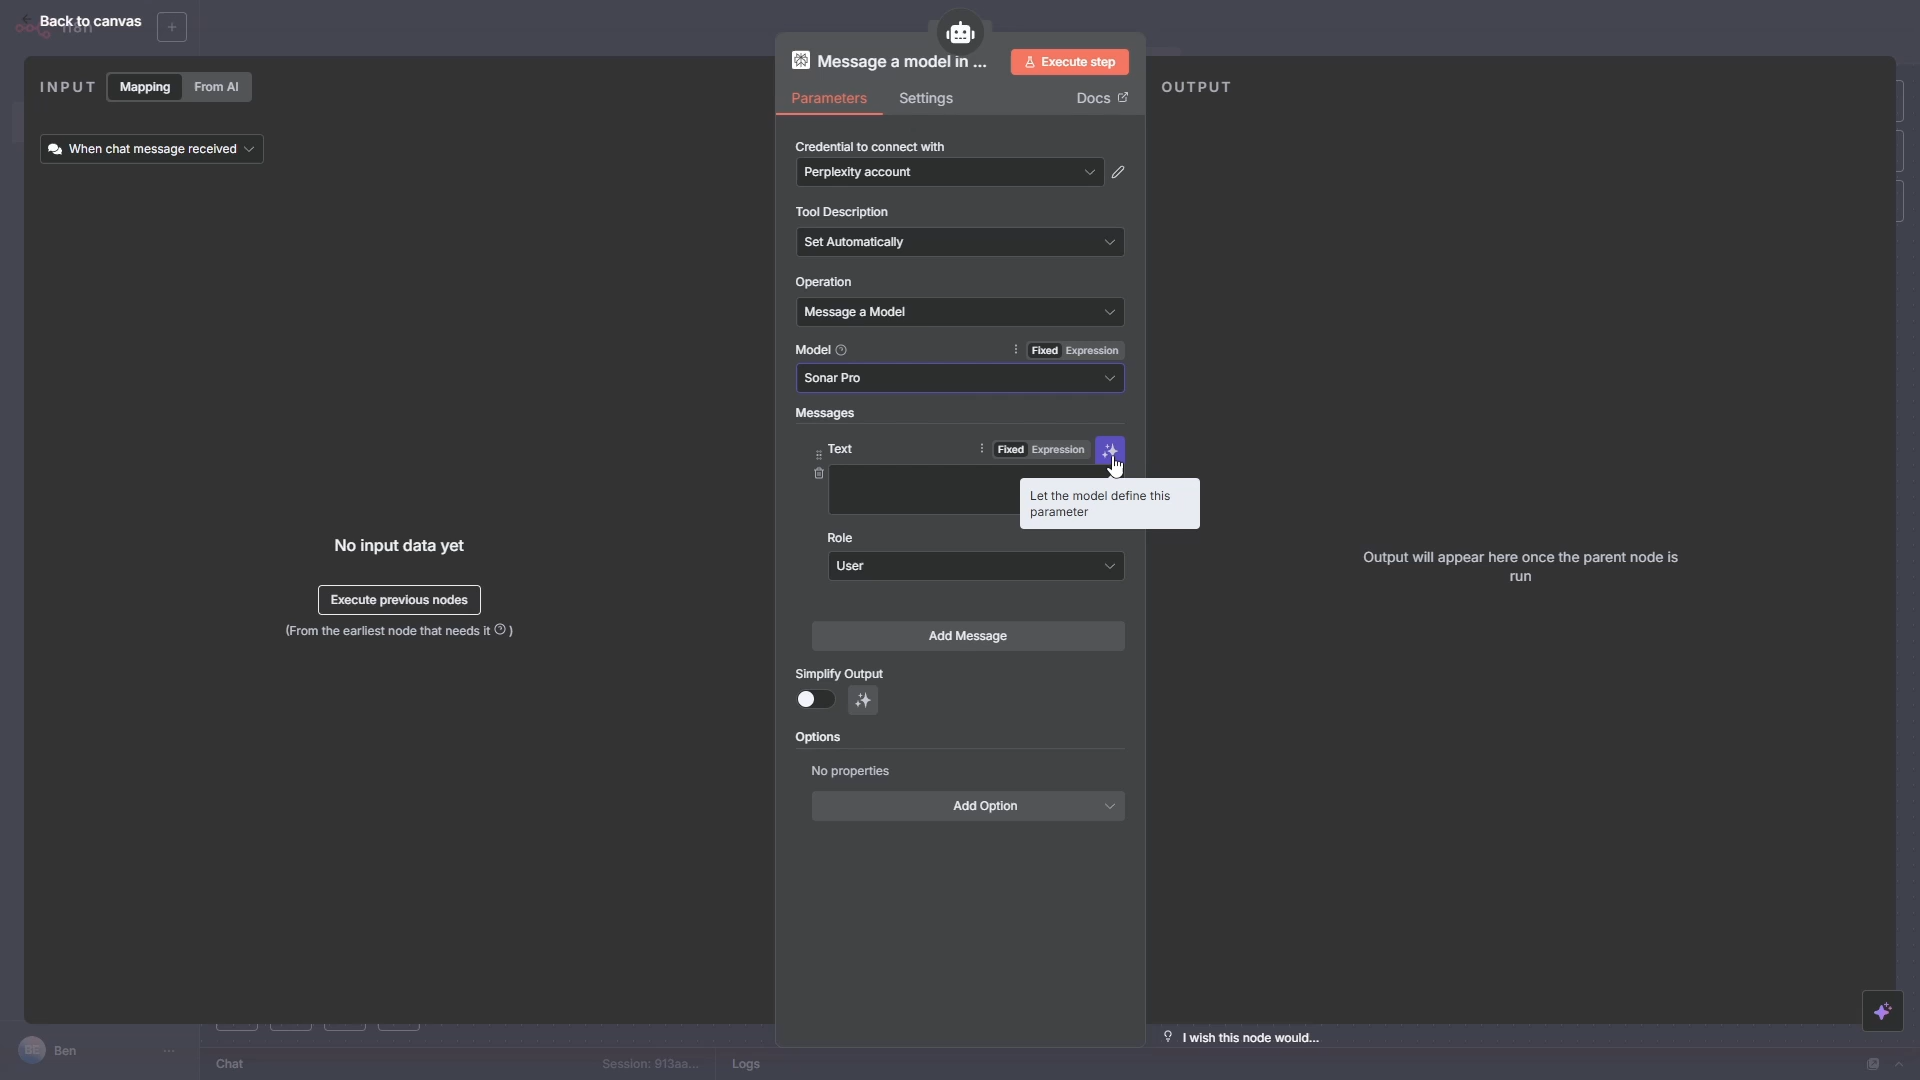 Back to canvas
n8n
+
Message a model in ...
Execute step
INPUT
Mapping
From AI
OUTPUT
Parameters
Settings
Docs
When chat message received
Credential to connect with
Perplexity account
Tool Description
Set Automatically
Operation
Message a Model
Model
Fixed
Expression
Sonar Pro
Messages
Text
Fixed
Expression
Let the model define this
parameter
Role
User
No input data yet
Execute previous nodes
(From the earliest node that needs it ? )
Output will appear here once the parent node is
run
Add Message
Simplify Output
Options
No properties
Add Option
I wish this node would...
BE
Ben
...
Chat
Session: 913aa...
Logs